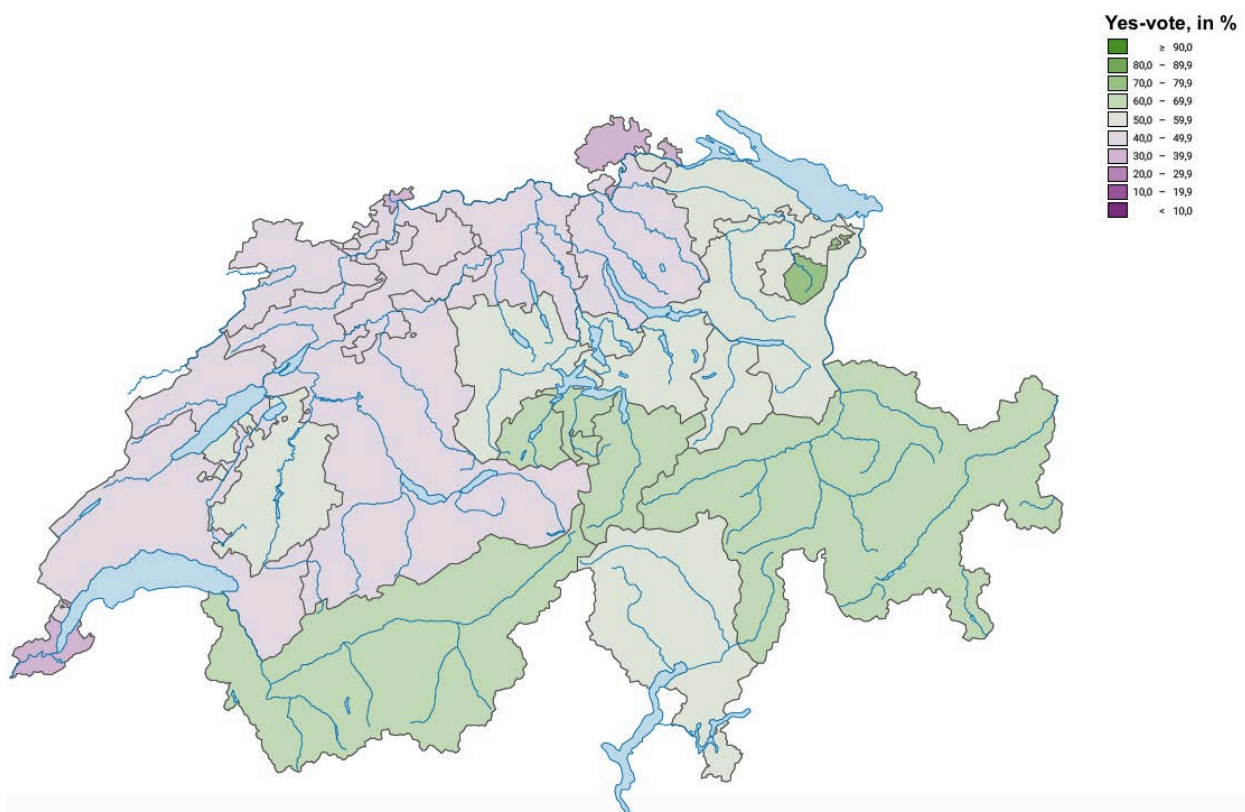 Yes-vote, in %
≥ 90,0
80,0 – 89,9
70,0 – 79,9
60,0 – 69,9
50,0 – 59,9
40,0 – 49,9
30,0 – 39,9
20,0 – 29,9
10,0 – 19,9
< 10,0